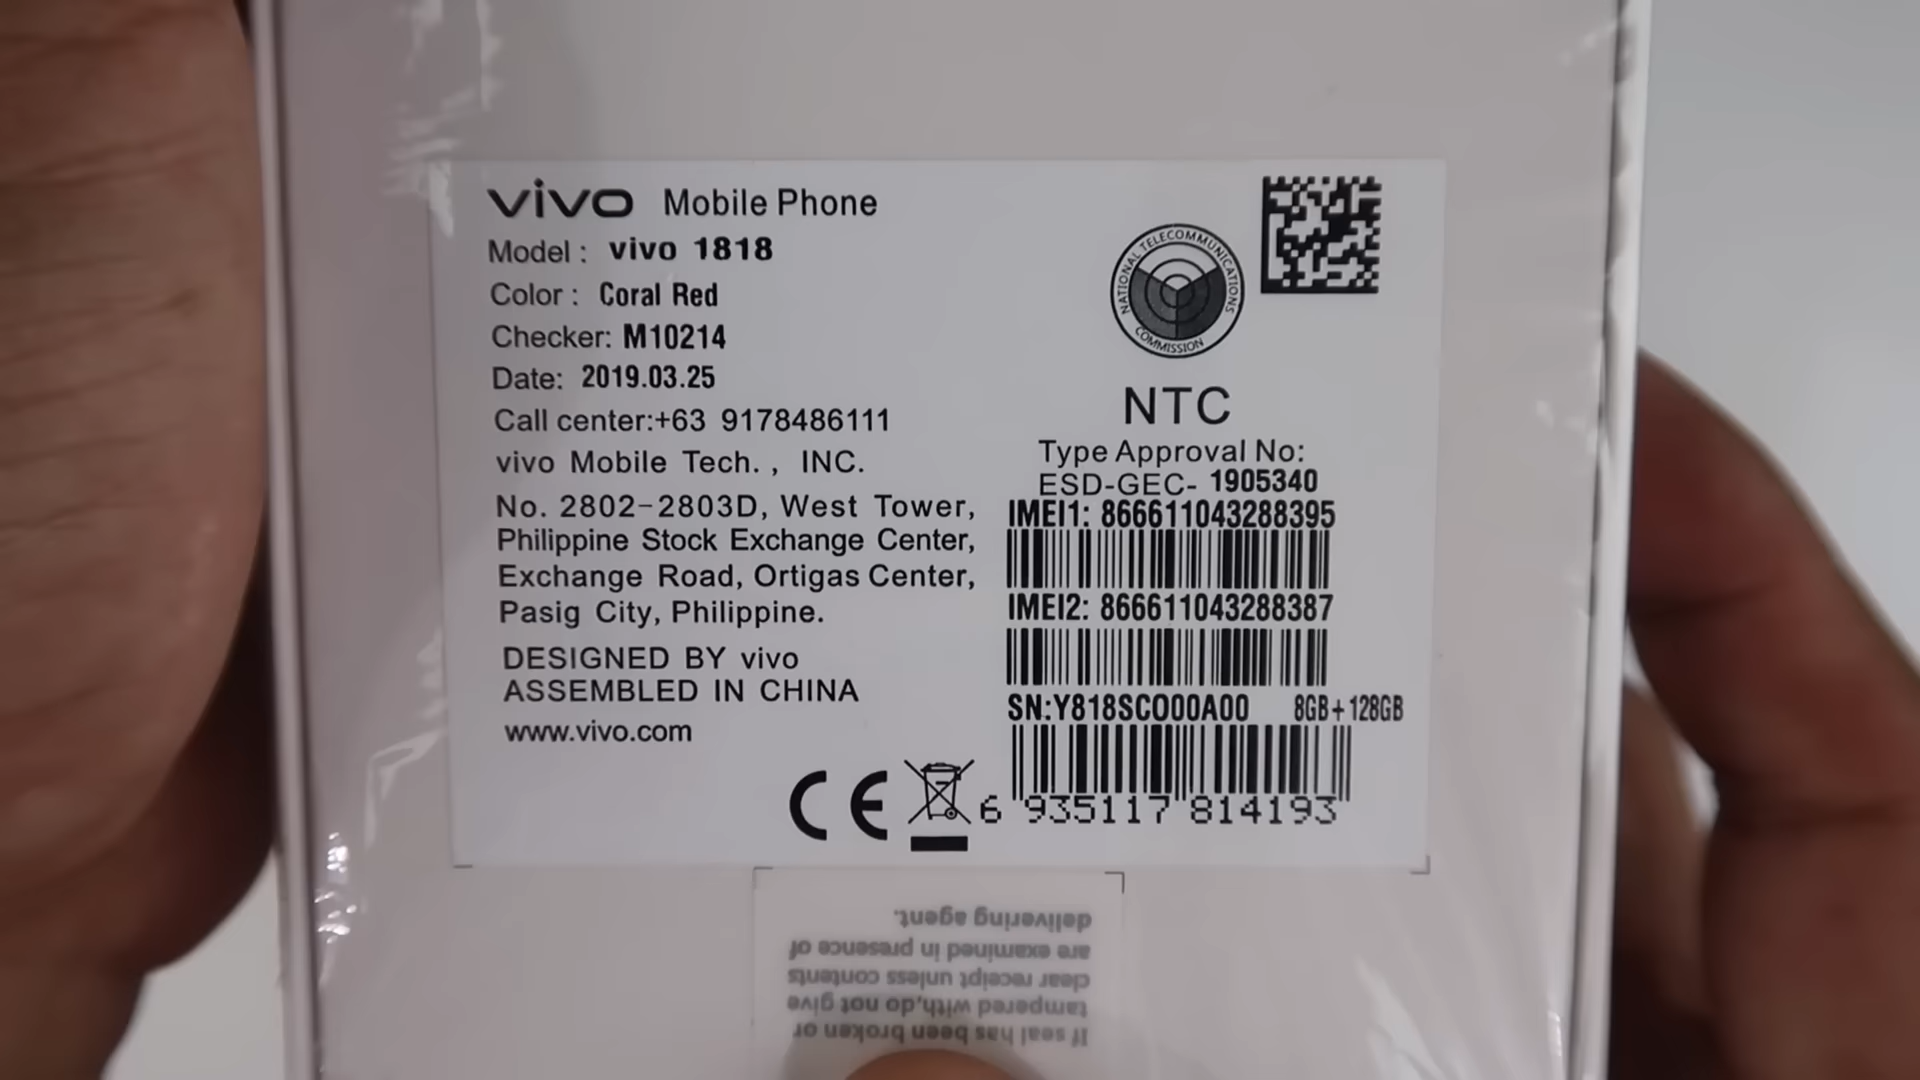 vivo Mobile Phone
Model : vivo 1818
Color : Coral Red
Checker: M10214
Date: 2019.03.25
Call center:+63 9178486111
vivo Mobile Tech. , INC.
No. 2802-2803D, West Tower,
Philippine Stock Exchange Center,
Exchange Road, Ortigas Center,
Pasig City, Philippine.
DESIGNED BY vivo
ASSEMBLED IN CHINA
www.vivo.com
CE
NATIONAL TELECOMMUNICATIONS
COMMISSION
NTC
Type Approval No:
ESD-GEC- 1905340
IMEI1: 866611043288395
IMEI2: 866611043288387
SN:Y818SCO00A00 8GB+128GB
6 935117 814193
If seal has been broken or
tampered with,do not give
clear receipt unless contents
are examined in presence of
delivering agent.